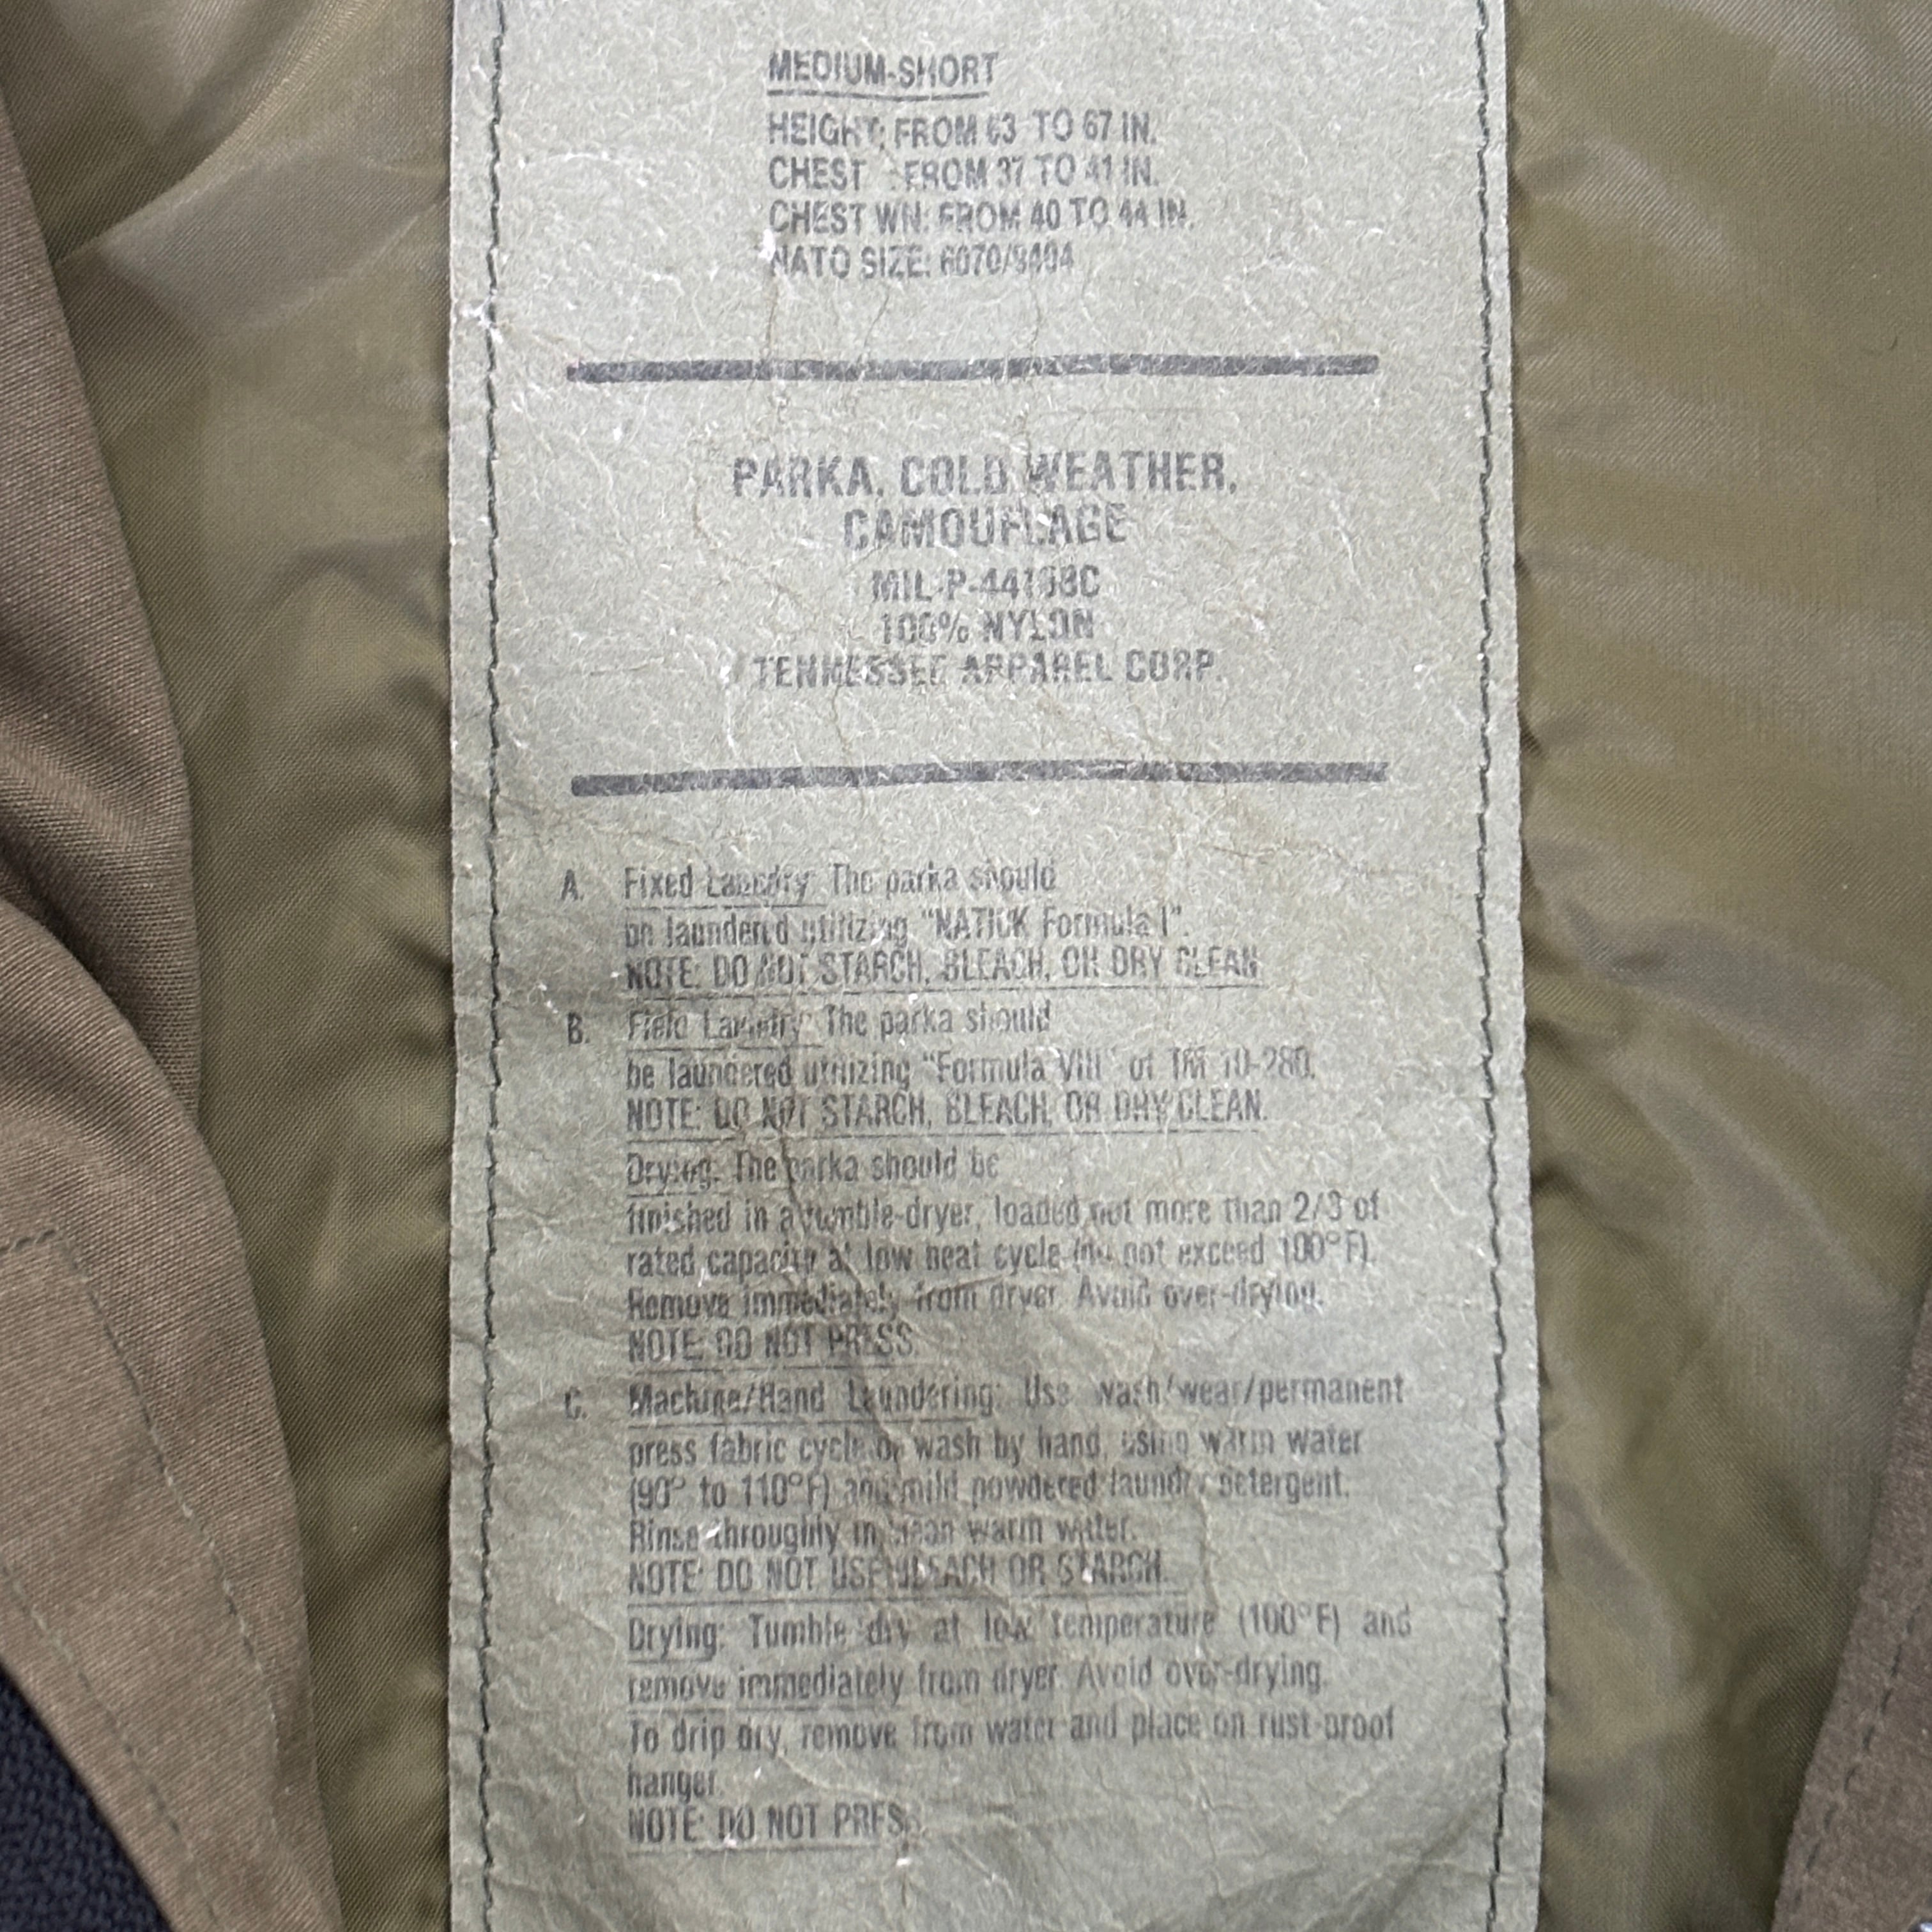 MEDIUM-SHORT
HEIGHT: FROM 63 TO 67 IN.
CHEST : FROM 37 TO 41 IN.
CHEST WN: FROM 40 TO 44 IN.
NATO SIZE: 6070/9404
PARKA, COLD WEATHER,
CAMOUFLAGE
MIL-P-44188C
100% NYLON
TENNESSEE APPAREL CORP.
A. Fixed Laundry: The parka should
be laundered utilizing "NATICK Formula I".
NOTE: DO NOT STARCH, BLEACH, OR DRY CLEAN
B. Field Laundry: The parka should
be laundered utilizing "Formula VIII" of TM 10-280.
NOTE: DO NOT STARCH, BLEACH, OR DRY CLEAN.
Drying: The parka should be
finished in a tumble-dryer, loaded not more than 2/3 of
rated capacity at low heat cycle (do not exceed 100°F).
Remove immediately from dryer. Avoid over-drying.
NOTE: DO NOT PRESS
C. Machine/Hand Laundering: Use wash/wear/permanent
press fabric cycle or wash by hand, using warm water
(90° to 110°F) and mild powdered laundry detergent.
Rinse throughly in clean warm water.
NOTE: DO NOT USE BLEACH OR STARCH.
Drying: Tumble dry at low temperature (100°F) and
remove immediately from dryer. Avoid over-drying.
To drip dry, remove from water and place on rust-proof
hanger.
NOTE: DO NOT PRESS.